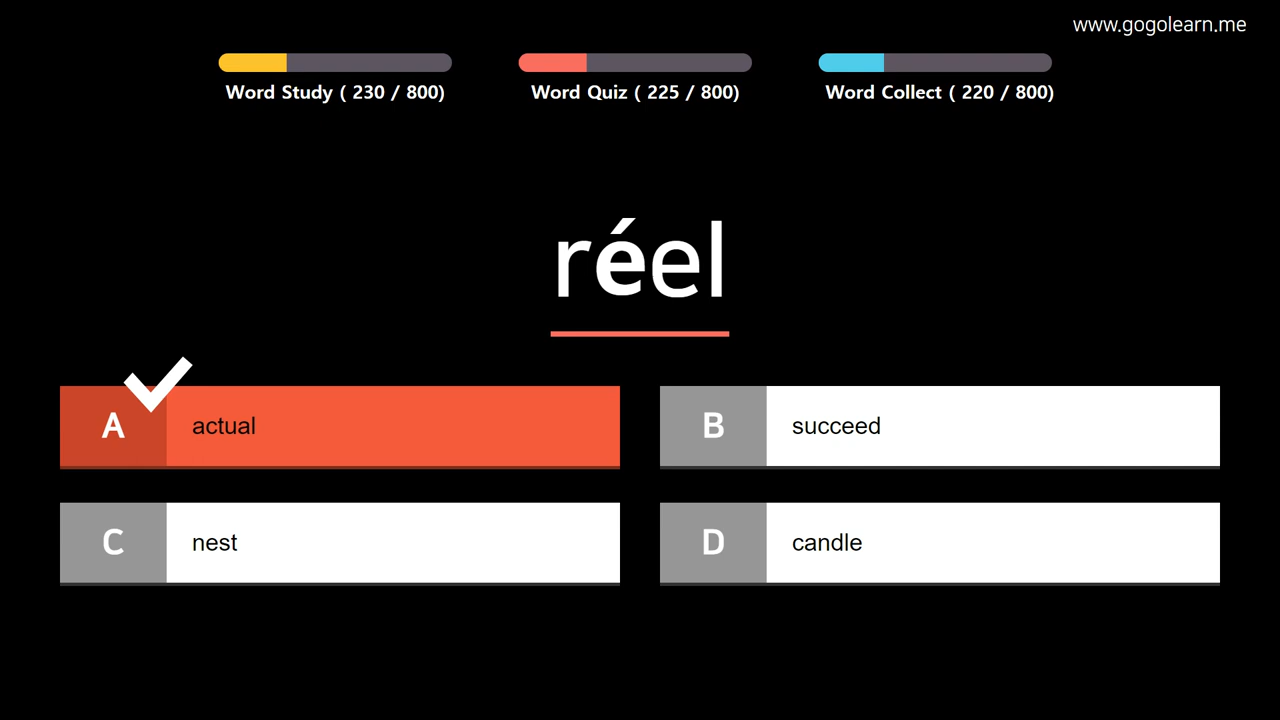 www.gogolearn.me
Word Study ( 230 / 800)
Word Quiz ( 225 / 800)
Word Collect ( 220 / 800)
réel
A
actual
B
succeed
C
nest
D
candle